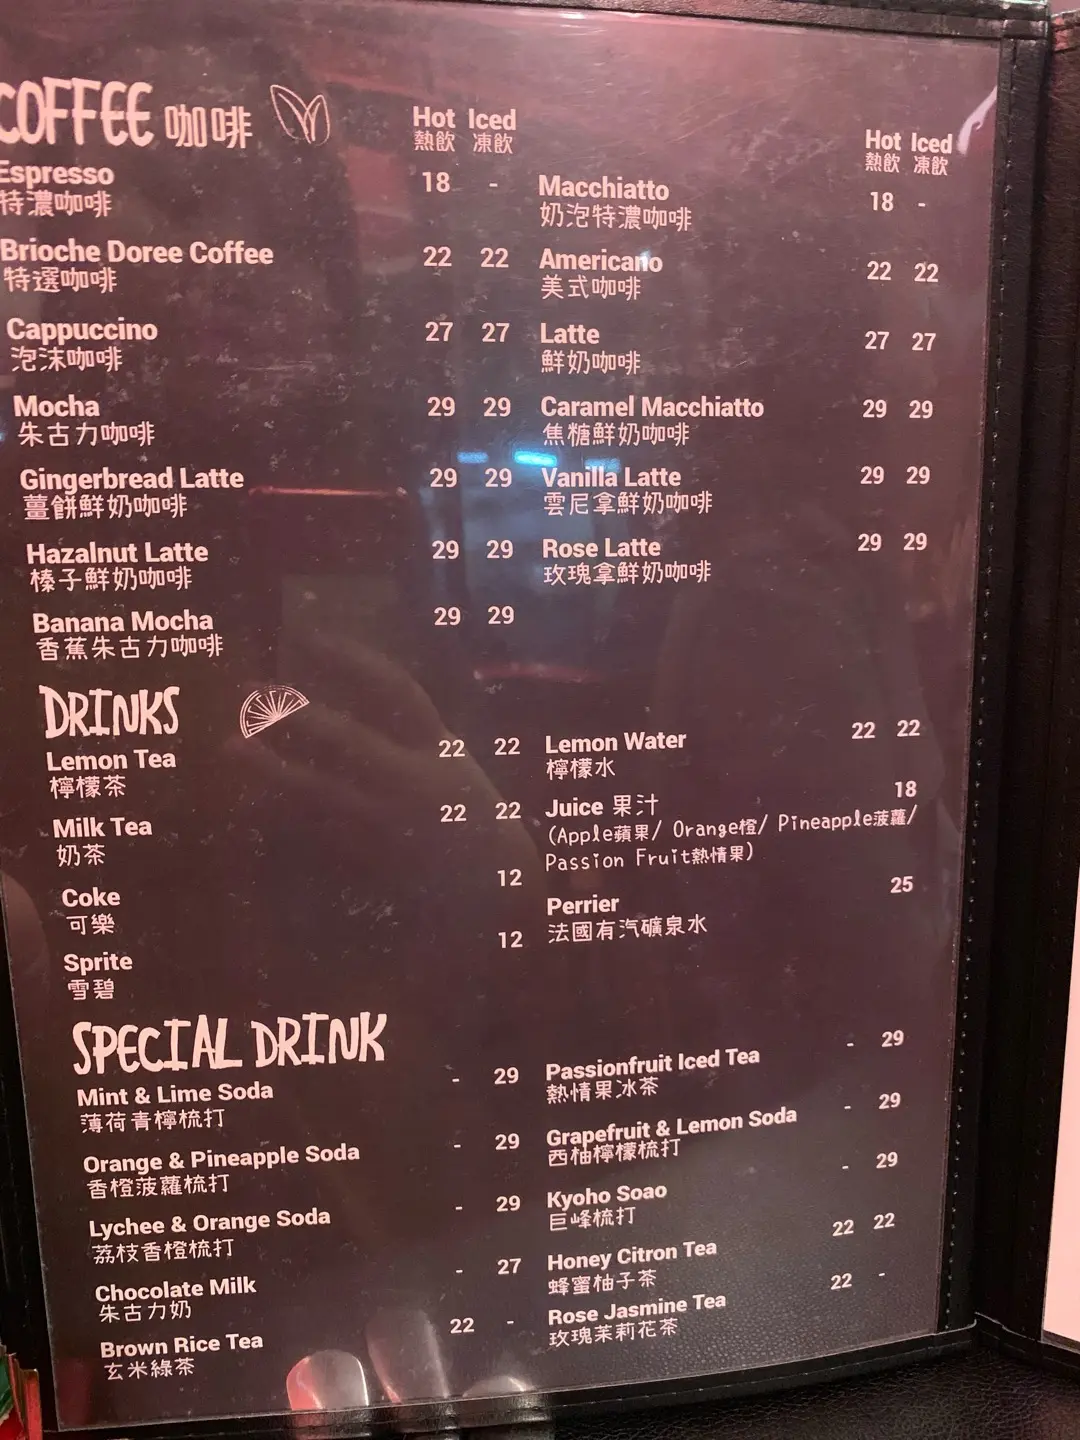 COFFEE 咖啡
Hot Iced
熱飲 凍飲
Espresso 18 -
特濃咖啡
Brioche Doree Coffee 22 22
特選咖啡
Cappuccino 27 27
泡沫咖啡
Mocha 29 29
朱古力咖啡
Gingerbread Latte 29 29
薑餅鮮奶咖啡
Hazalnut Latte 29 29
榛子鮮奶咖啡
Banana Mocha 29 29
香蕉朱古力咖啡
Hot Iced
熱飲 凍飲
Macchiatto 18 -
奶泡特濃咖啡
Americano 22 22
美式咖啡
Latte 27 27
鮮奶咖啡
Caramel Macchiatto 29 29
焦糖鮮奶咖啡
Vanilla Latte 29 29
雲尼拿鮮奶咖啡
Rose Latte 29 29
玫瑰拿鮮奶咖啡
DRINKS
Lemon Tea 22 22
檸檬茶
Milk Tea 22 22
奶茶
Coke 12
可樂
Sprite 12
雪碧
Lemon Water 22 22
檸檬水
Juice 果汁 18
(Apple蘋果/ Orange橙/ Pineapple菠蘿/
Passion Fruit熱情果)
Perrier 25
法國有汽礦泉水
SPECIAL DRINK
Mint & Lime Soda - 29
薄荷青檸梳打
Orange & Pineapple Soda - 29
香橙菠蘿梳打
Lychee & Orange Soda - 29
荔枝香橙梳打
Chocolate Milk - 27
朱古力奶
Brown Rice Tea 22 -
玄米綠茶
Passionfruit Iced Tea - 29
熱情果冰茶
Grapefruit & Lemon Soda - 29
西柚檸檬梳打
Kyoho Soao - 29
巨峰梳打
Honey Citron Tea 22 22
蜂蜜柚子茶
Rose Jasmine Tea 22 -
玫瑰茉莉花茶